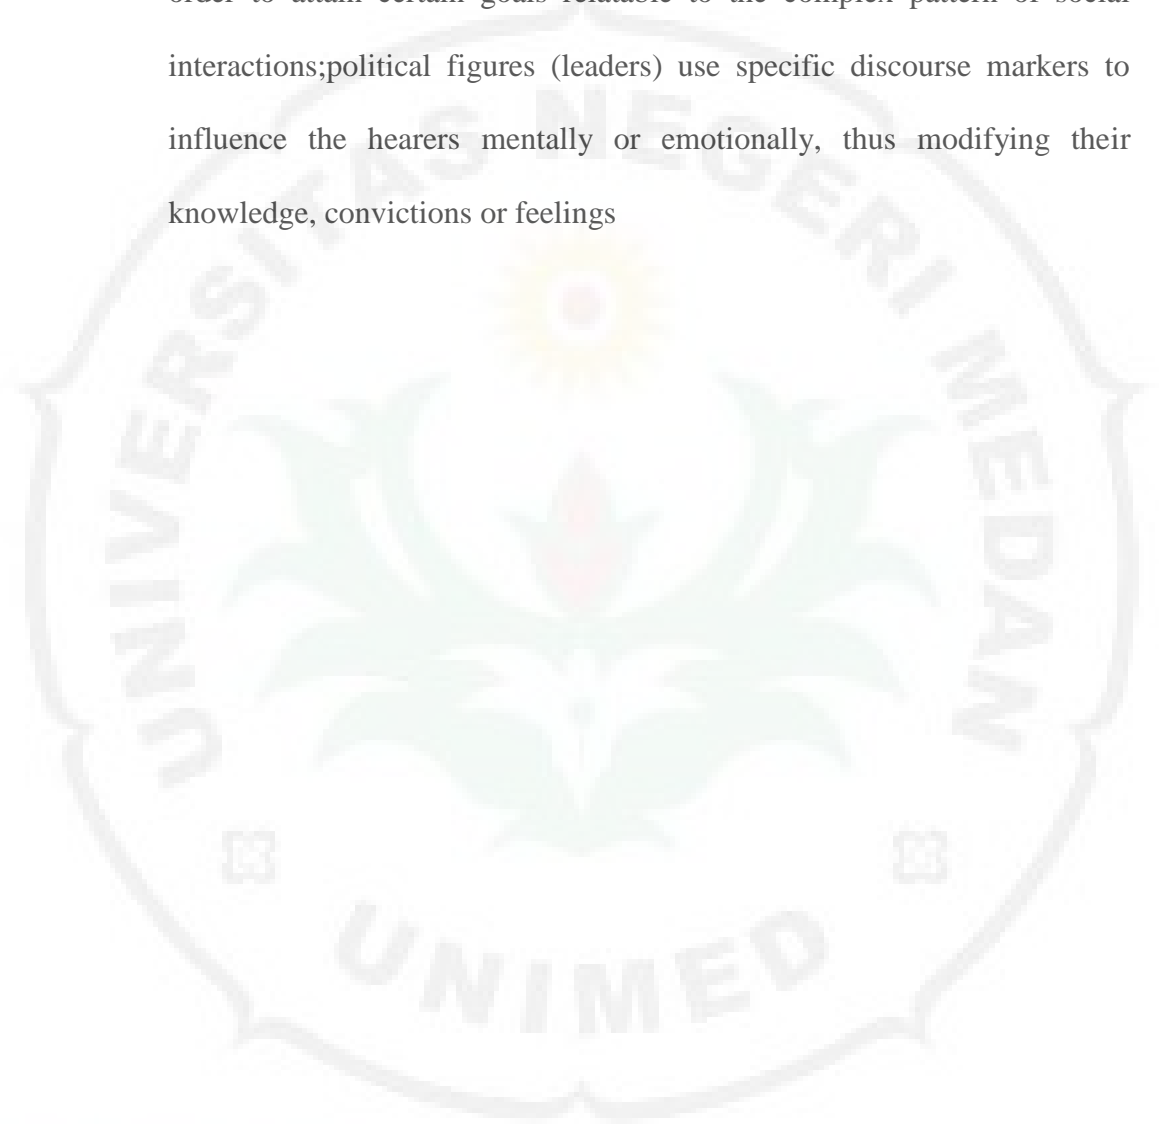 order to attain certain goals relatable to the complex pattern of social
interactions;political figures (leaders) use specific discourse markers to
influence the hearers mentally or emotionally, thus modifying their
knowledge, convictions or feelings
UNIVERSITAS NEGERI MEDAN
UNIMED